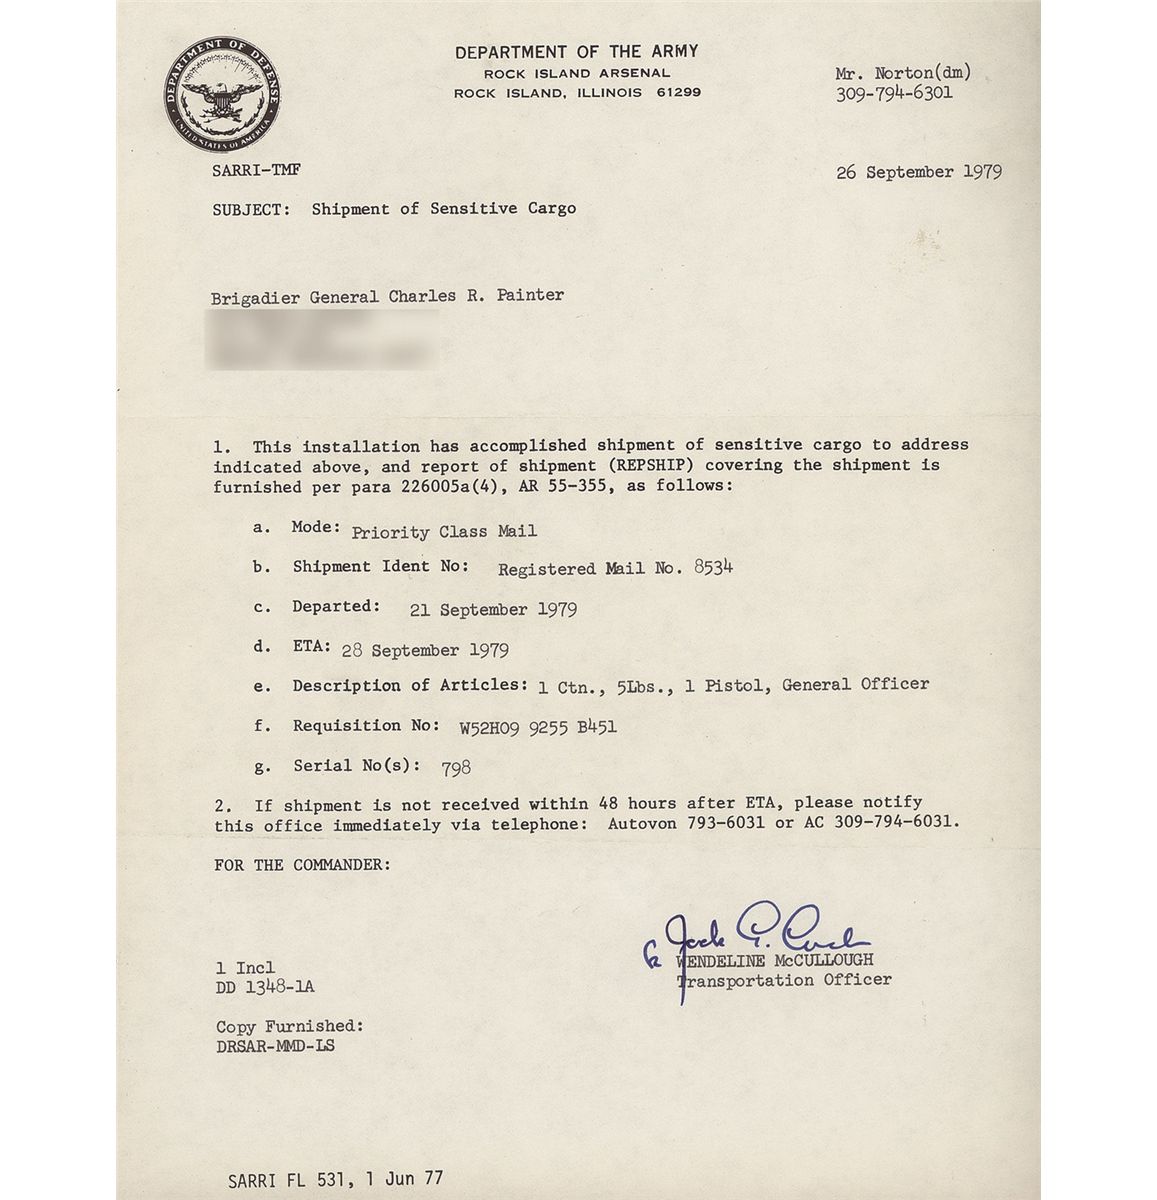 DEPARTMENT OF DEFENSE
UNITED STATES OF AMERICA
DEPARTMENT OF THE ARMY
ROCK ISLAND ARSENAL
ROCK ISLAND, ILLINOIS 61299
Mr. Norton(dm)
309-794-6301
SARRI-TMF
26 September 1979
SUBJECT: Shipment of Sensitive Cargo
Brigadier General Charles R. Painter
1. This installation has accomplished shipment of sensitive cargo to address
indicated above, and report of shipment (REPSHIP) covering the shipment is
furnished per para 226005a(4), AR 55-355, as follows:
a. Mode: Priority Class Mail
b. Shipment Ident No: Registered Mail No. 8534
c. Departed: 21 September 1979
d. ETA: 28 September 1979
e. Description of Articles: 1 Ctn., 5Lbs., 1 Pistol, General Officer
f. Requisition No: W52H09 9255 B451
g. Serial No(s): 798
2. If shipment is not received within 48 hours after ETA, please notify
this office immediately via telephone: Autovon 793-6031 or AC 309-794-6031.
FOR THE COMMANDER:
Jack G.
WENDELINE McCULLOUGH
Transportation Officer
1 Incl
DD 1348-1A
Copy Furnished:
DRSAR-MMD-LS
SARRI FL 531, 1 Jun 77